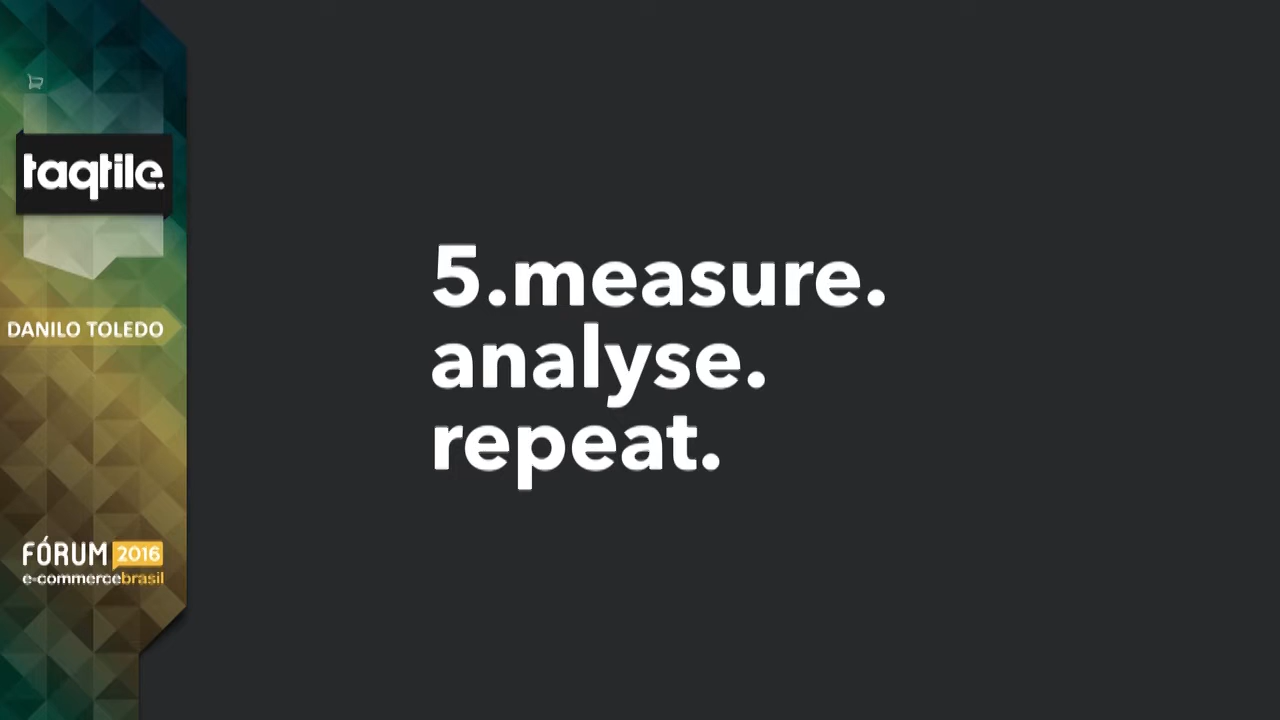 taqtile.
DANILO TOLEDO
FÓRUM 2016
e-commercebrasil
5.measure.
analyse.
repeat.